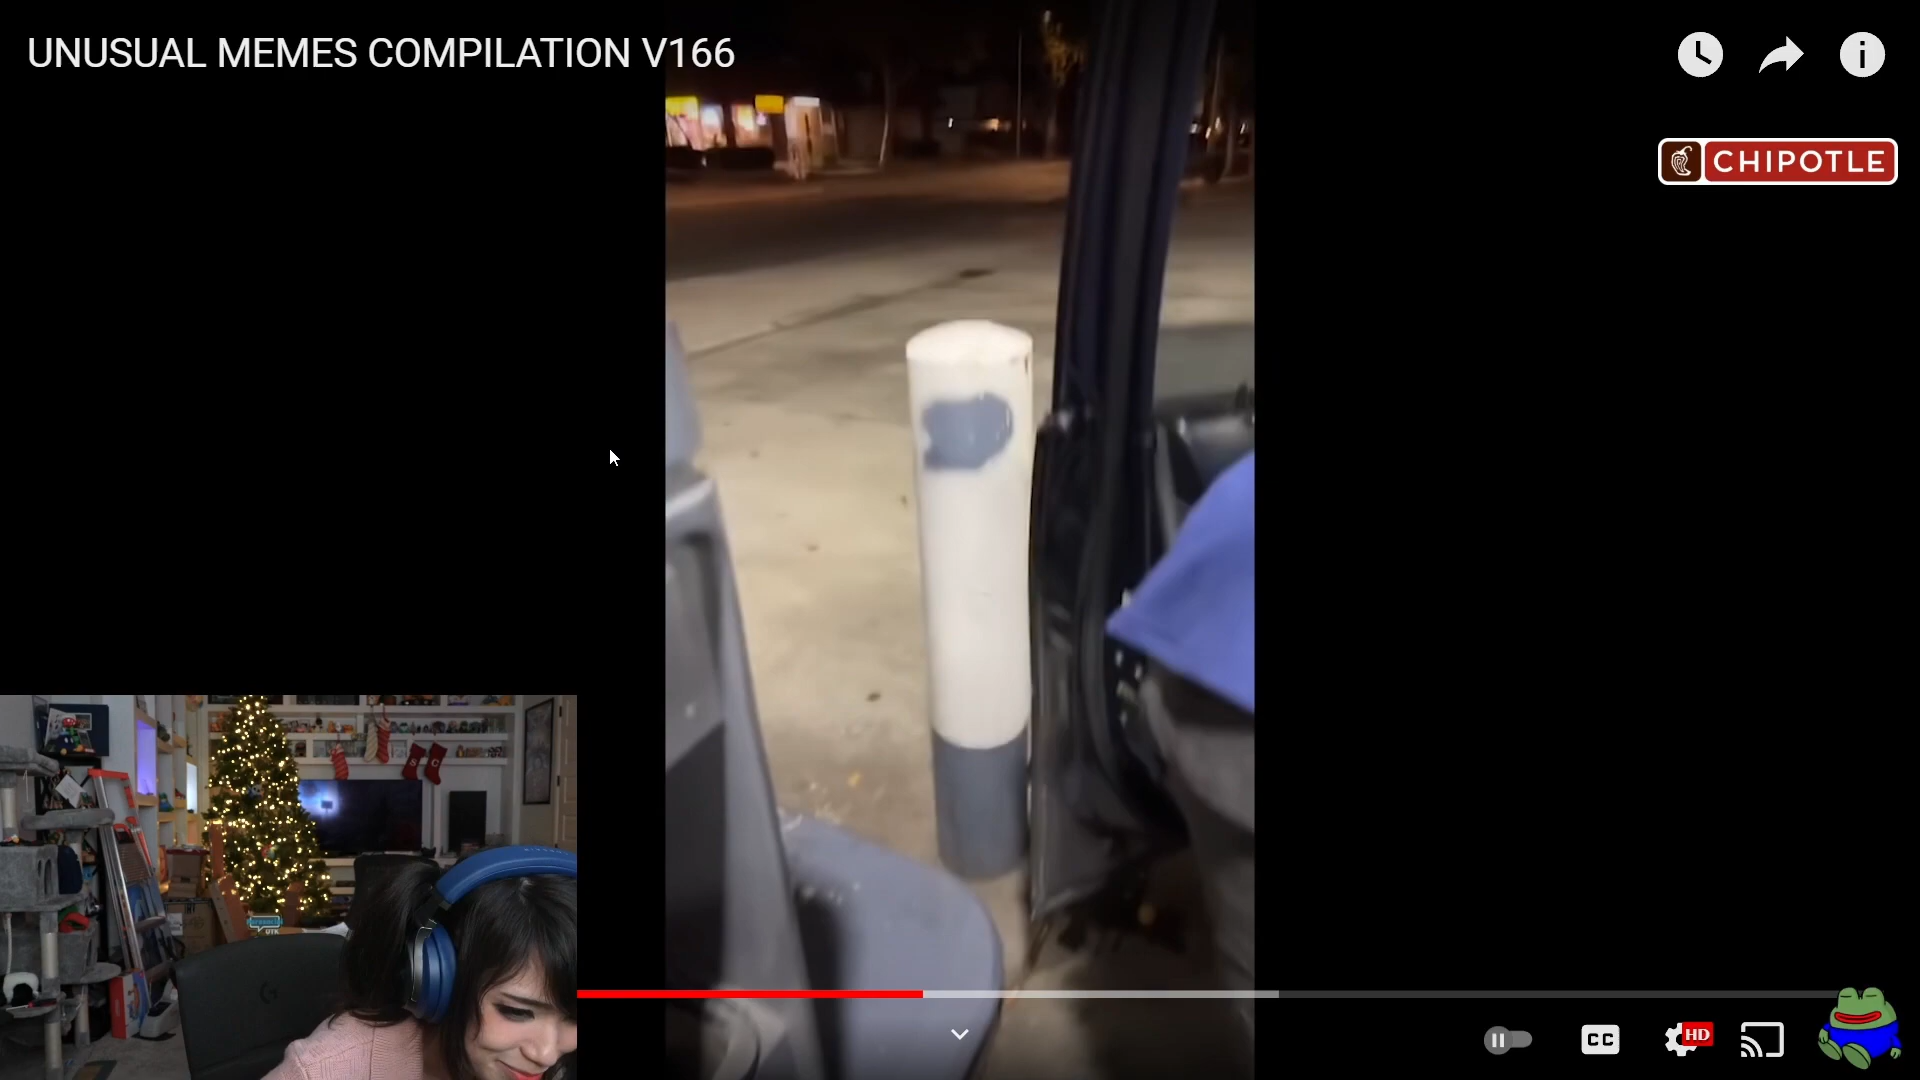 UNUSUAL MEMES COMPILATION V166
CHIPOTLE
S C
CC
HD